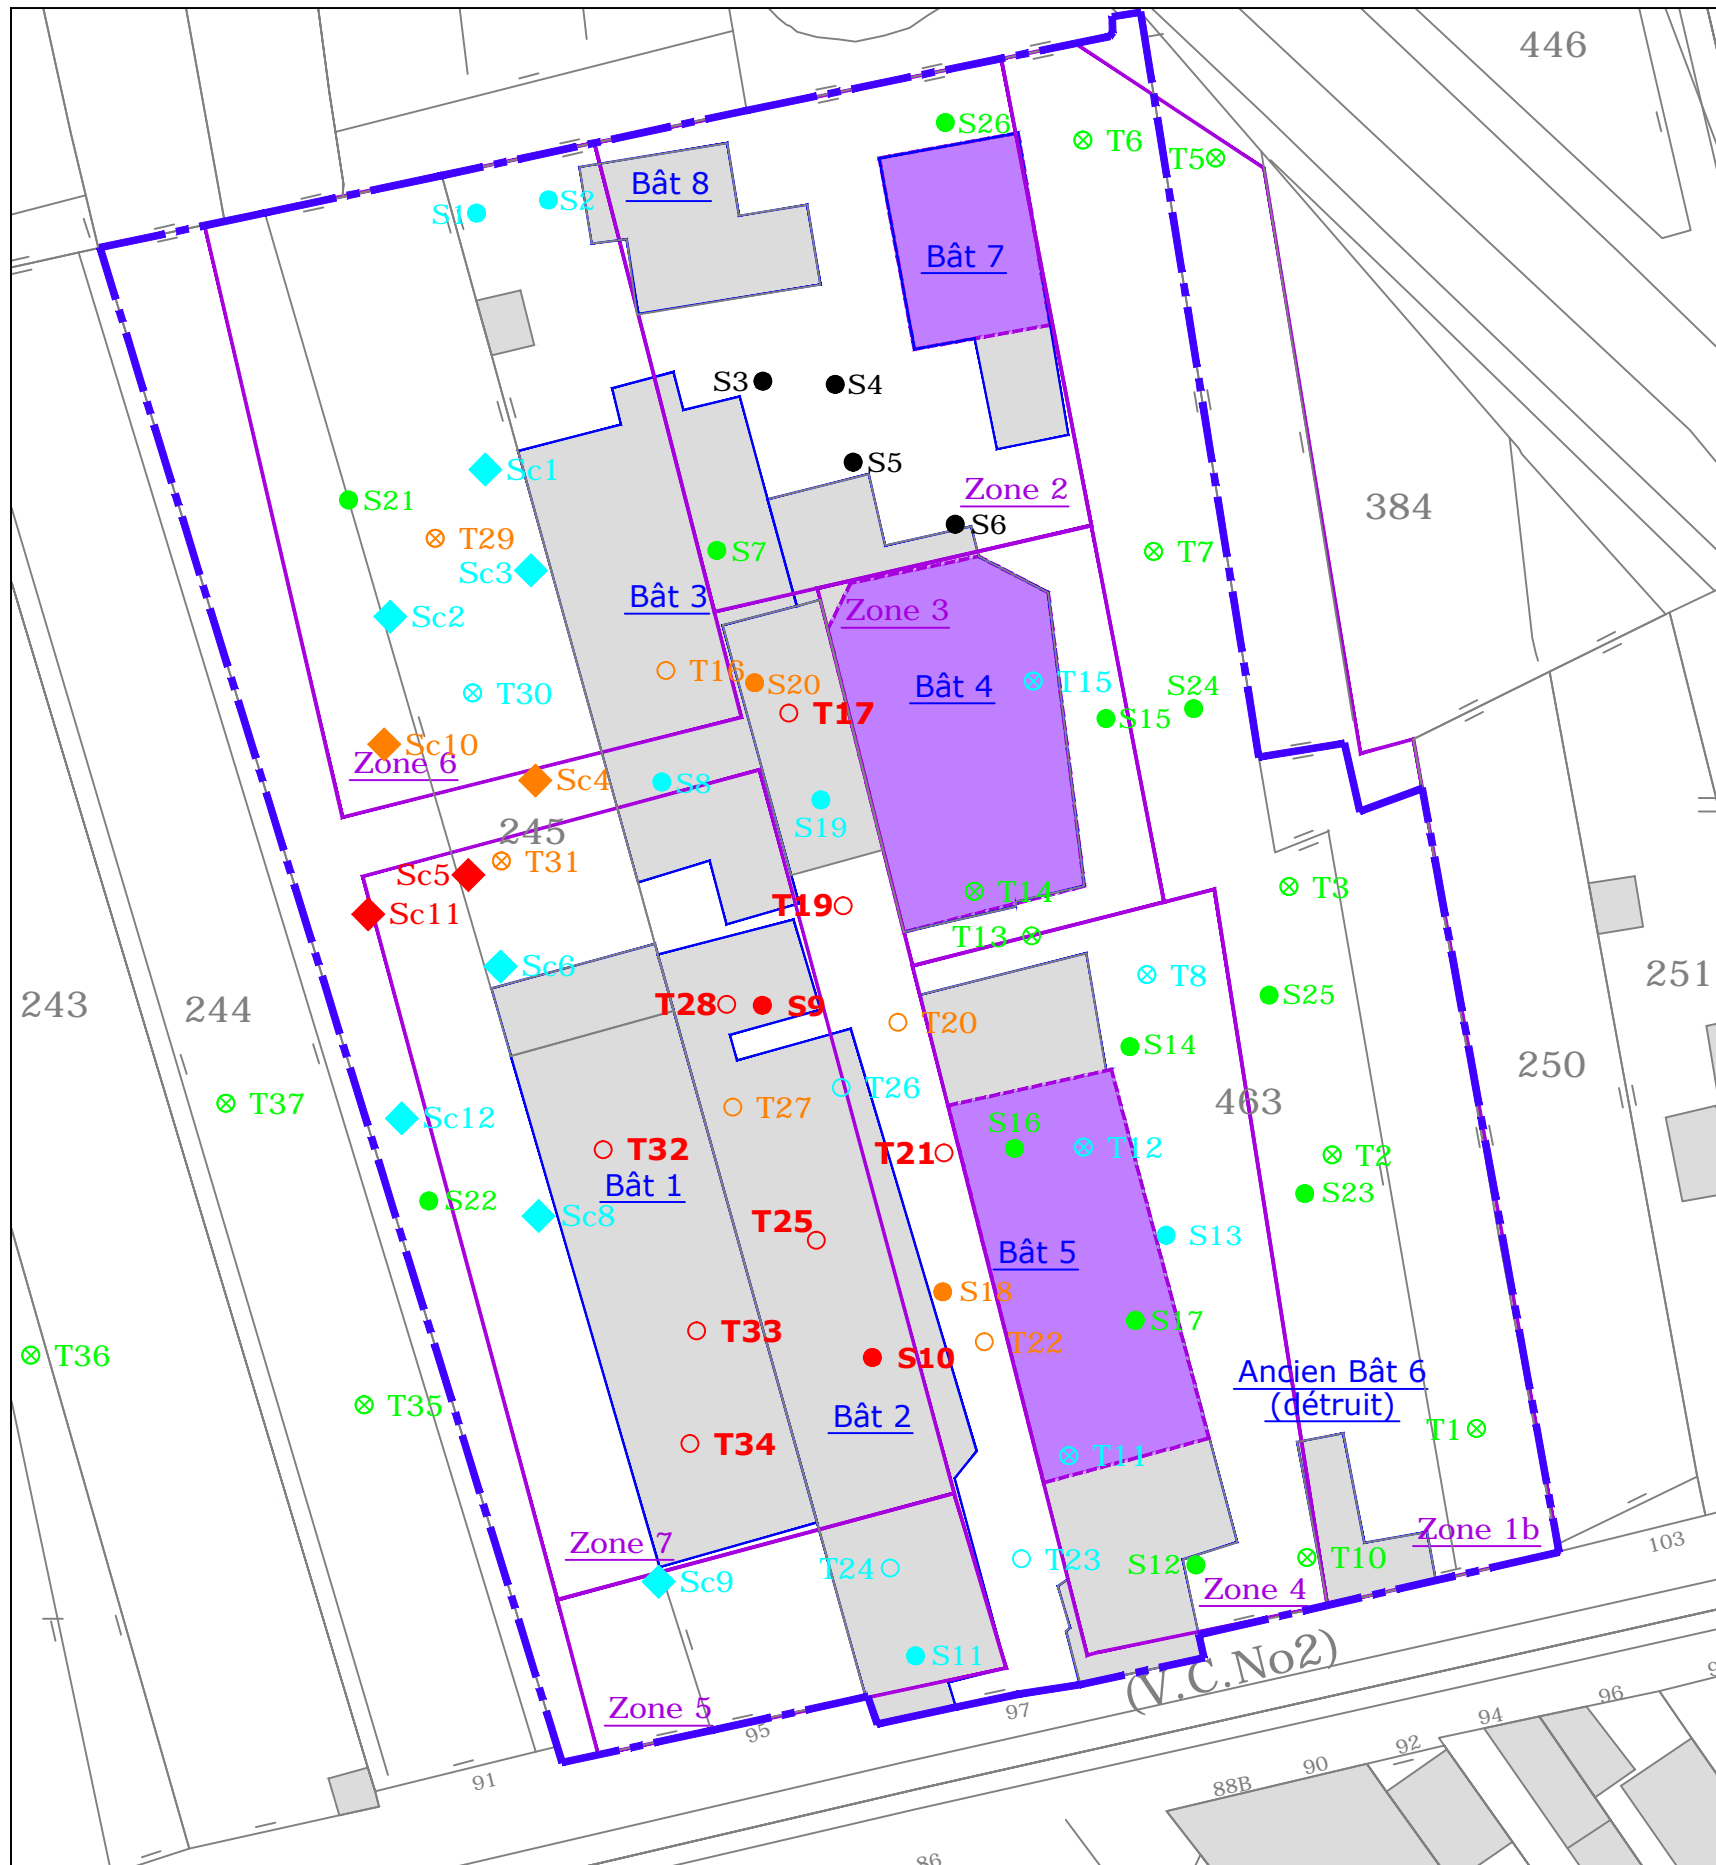 446
S26
T6
T5
Bât 8
S1
S2
Bât 7
S3
S4
S5
Sc1
Zone 2
S21
384
S6
T29
S7
T7
Sc3
Bât 3
Zone 3
Sc2
T16
S20
Bât 4
T15
T30
S24
T17
S15
Sc10
Zone 6
Sc4
S8
245
S19
T31
Sc5
T3
T14
T19
Sc11
T13
Sc6
T8
251
243
244
T28
S9
S25
T20
S14
250
T26
463
T37
T27
Sc12
S16
T32
T21
T12
T2
Bât 1
S23
S22
Sc8
T25
S13
Bât 5
S18
S17
T33
T22
T36
S10
Ancien Bât 6
(détruit)
T35
Bât 2
T1
T34
T11
Zone 1b
103
Zone 7
T24
T23
S12
T10
Sc9
Zone 4
S11
(V.C.No2)
Zone 5
95
97
96
94
92
90
91
88B
86